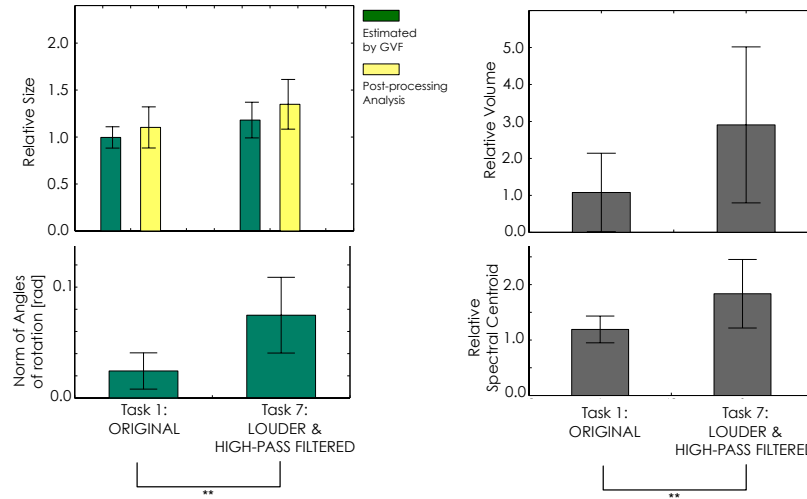 Relative Size
2.0
1.5
1.0
0.5
0.0
Estimated
by GVF
Post-processing
Analysis
Norm of Angles
of rotation [rad]
0.1
0.0
Task 1:
ORIGINAL
Task 7:
LOUDER &
HIGH-PASS FILTERED
**
Relative Volume
5.0
4.0
3.0
2.0
1.0
0.0
Relative
Spectral Centroid
2.0
1.0
0.0
Task 1:
ORIGINAL
Task 7:
LOUDER &
HIGH-PASS FILTERED
**